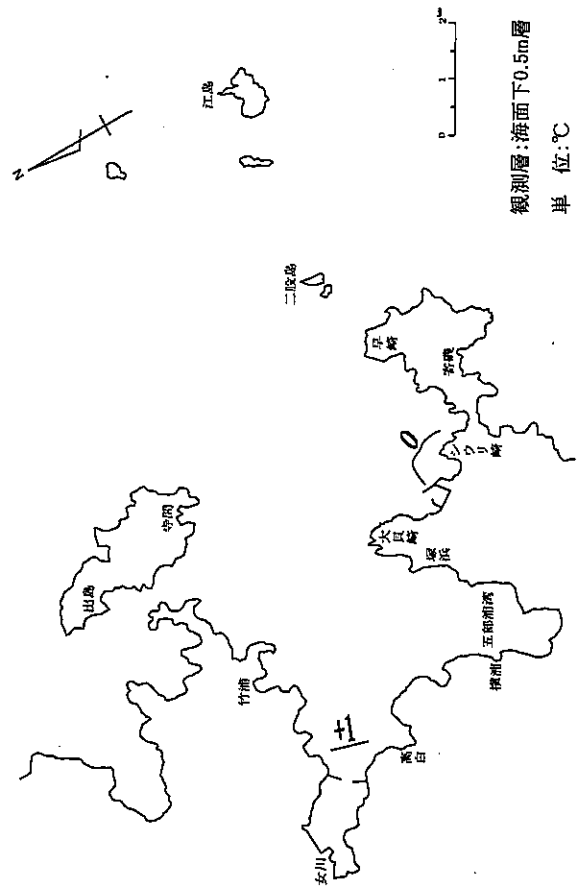 N
江島
0 1 2km
観測層:海面下0.5m層
単 位:℃
二股島
早崎
寄磯
0
シウリ崎
寺間
出島
大貝崎
塚浜
五部浦湾
横浦
竹浦
+1
高白
女川